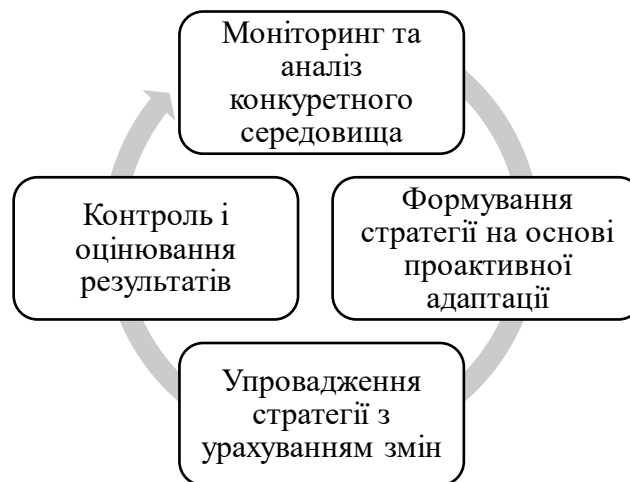 Моніторинг та
аналіз
конкуретного
середовища
Формування
стратегії на основі
проактивної
адаптації
Упровадження
стратегії з
урахуванням змін
Контроль і
оцінювання
результатів